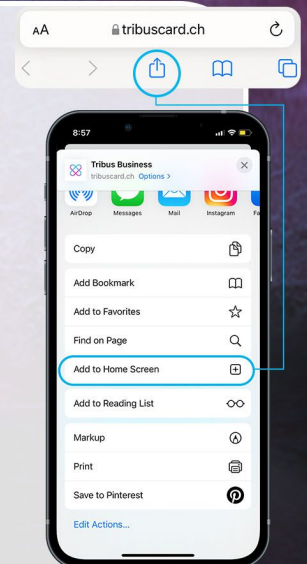 AA tribuscard.ch
8:57
Tribus Business
tribuscard.ch Options >
AirDrop Messages Mail Instagram Fa
Copy
Add Bookmark
Add to Favorites
Find on Page
Add to Home Screen
Add to Reading List
Markup
Print
Save to Pinterest
Edit Actions...